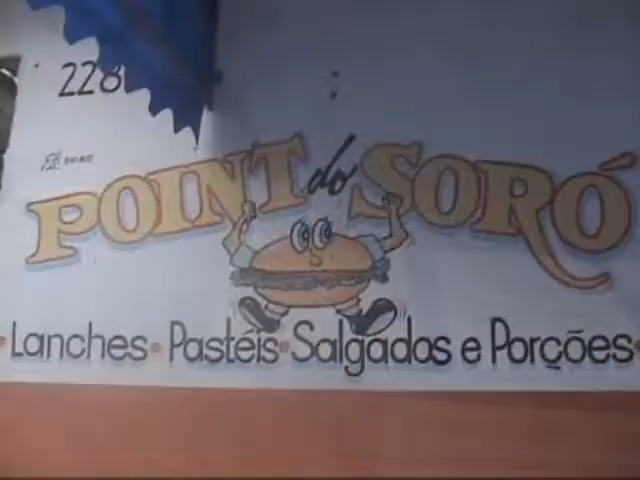 228
POINT do SORÓ
• Lanches • Pastéis • Salgados e Porções •